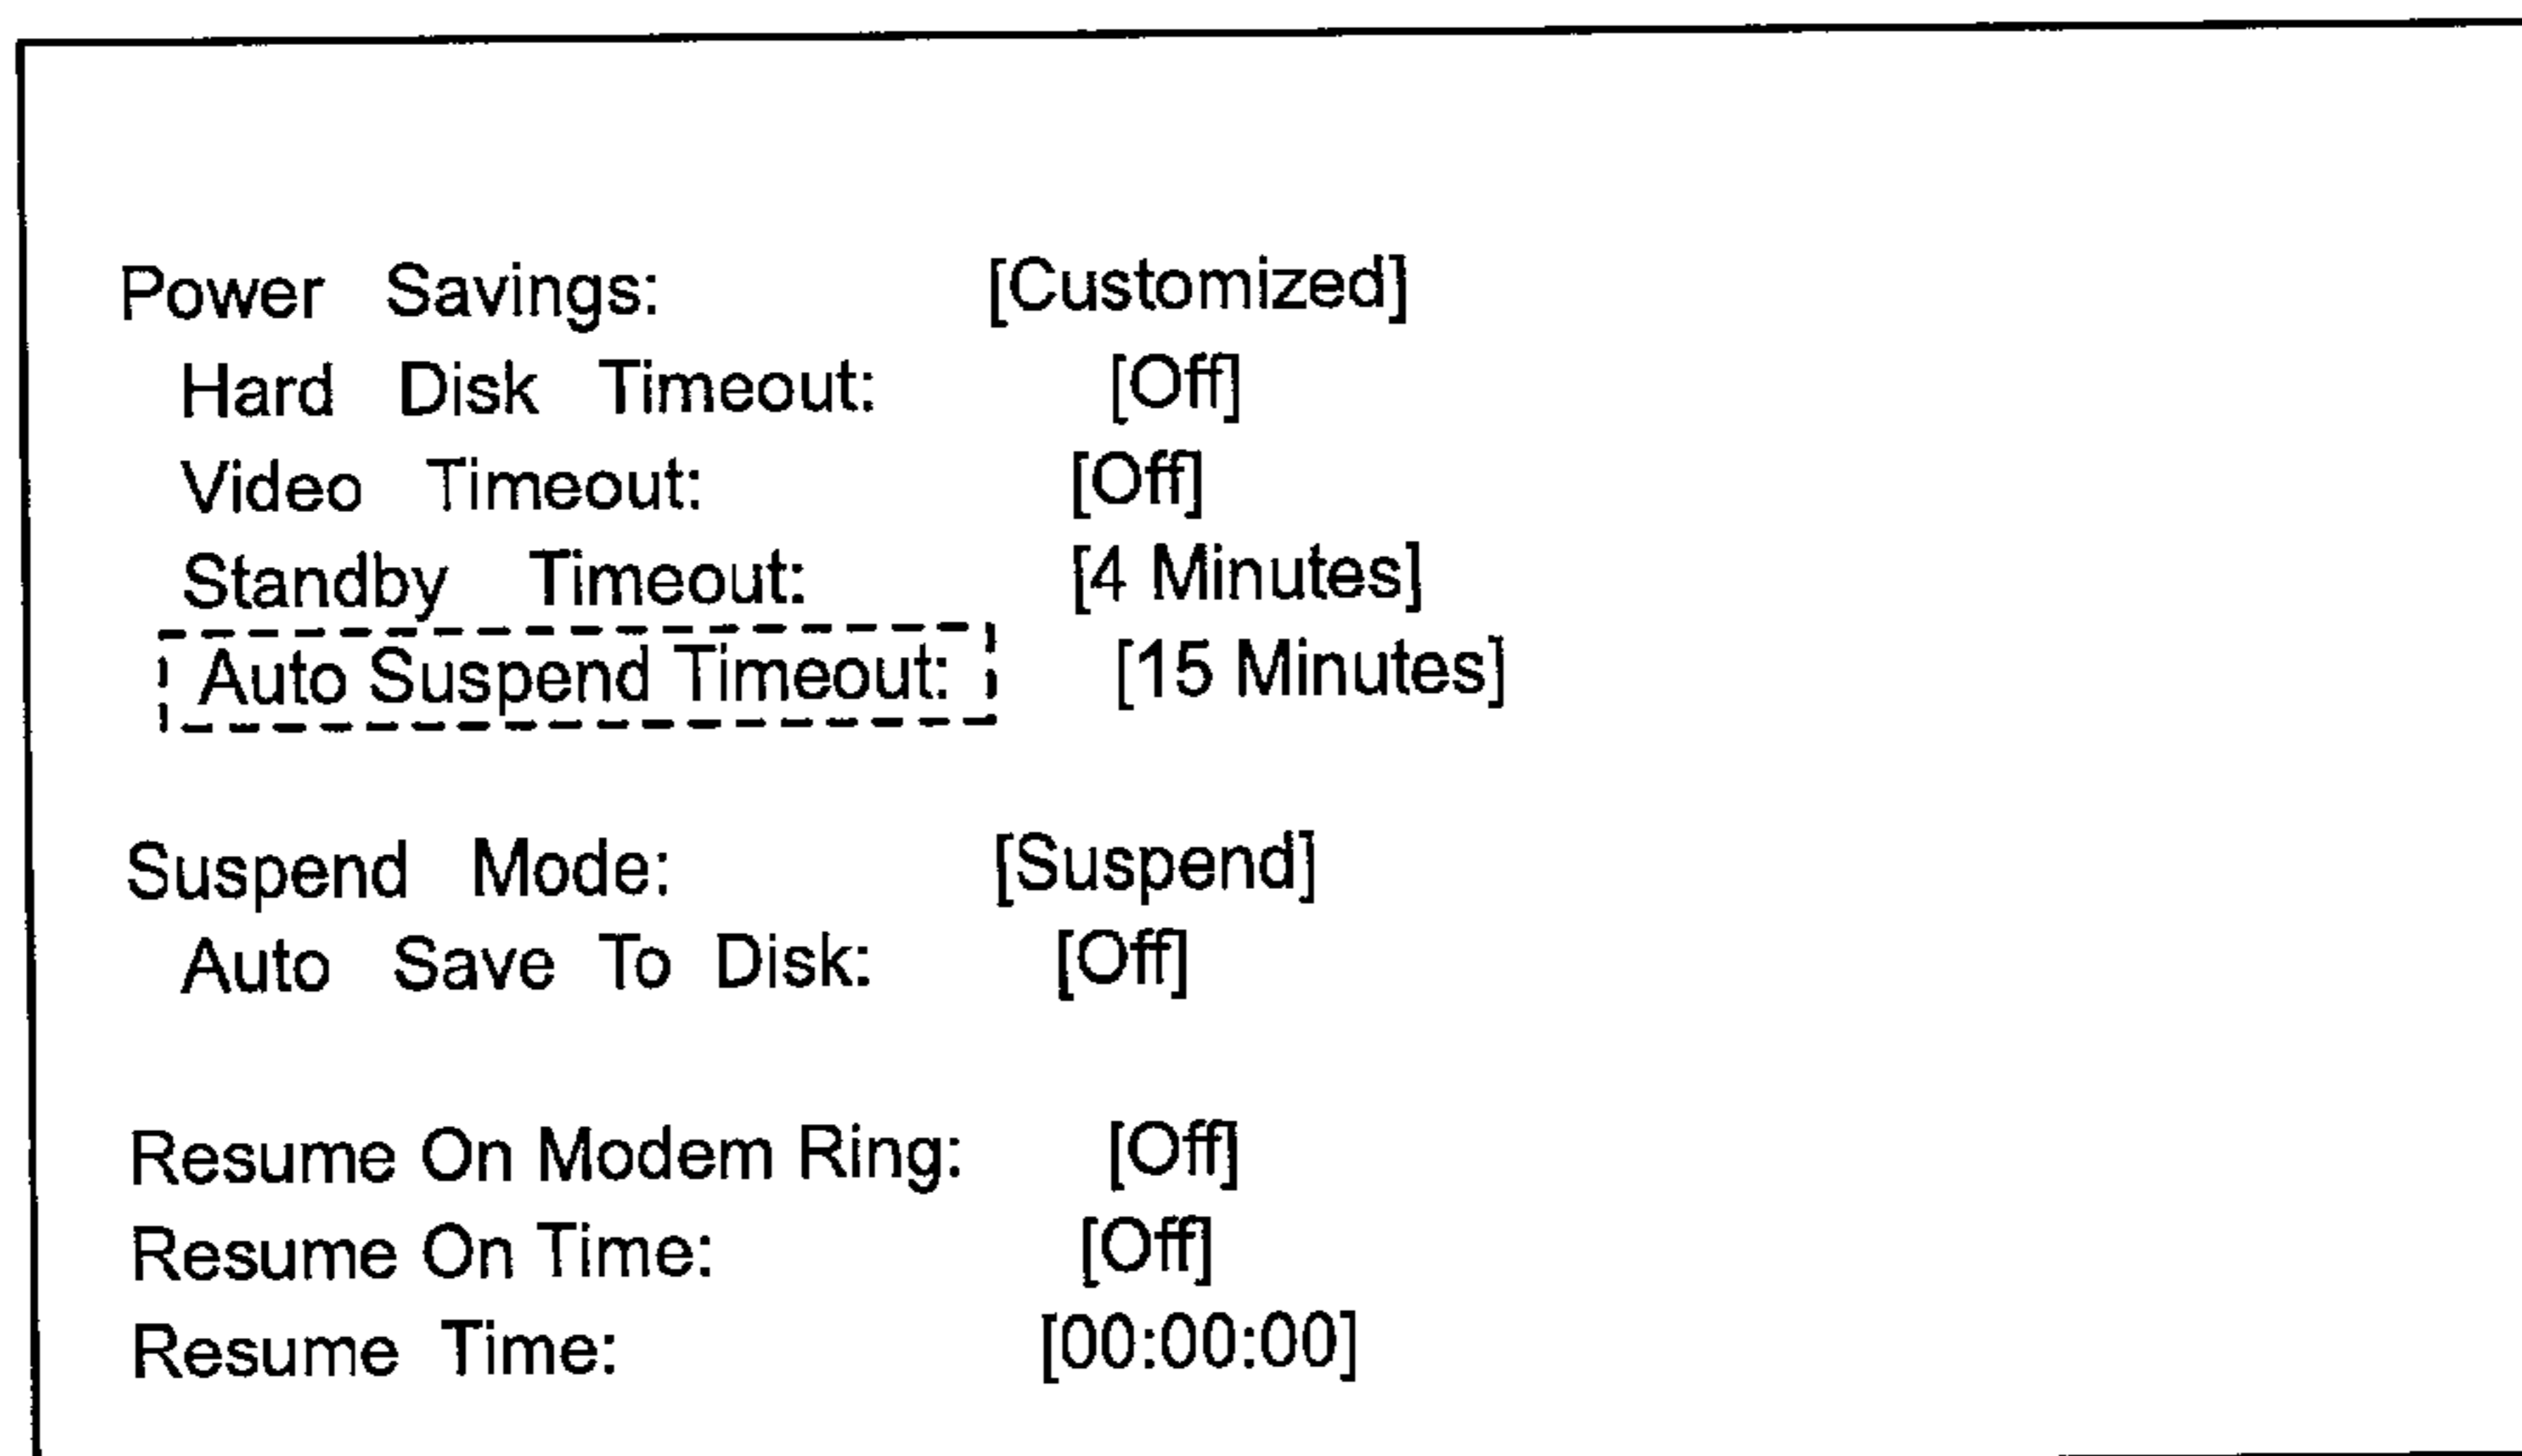 Power Savings: [Customized]
Hard Disk Timeout: [Off]
Video Timeout: [Off]
Standby Timeout: [4 Minutes]
Auto Suspend Timeout: [15 Minutes]
Suspend Mode: [Suspend]
Auto Save To Disk: [Off]
Resume On Modem Ring: [Off]
Resume On Time: [Off]
Resume Time: [00:00:00]